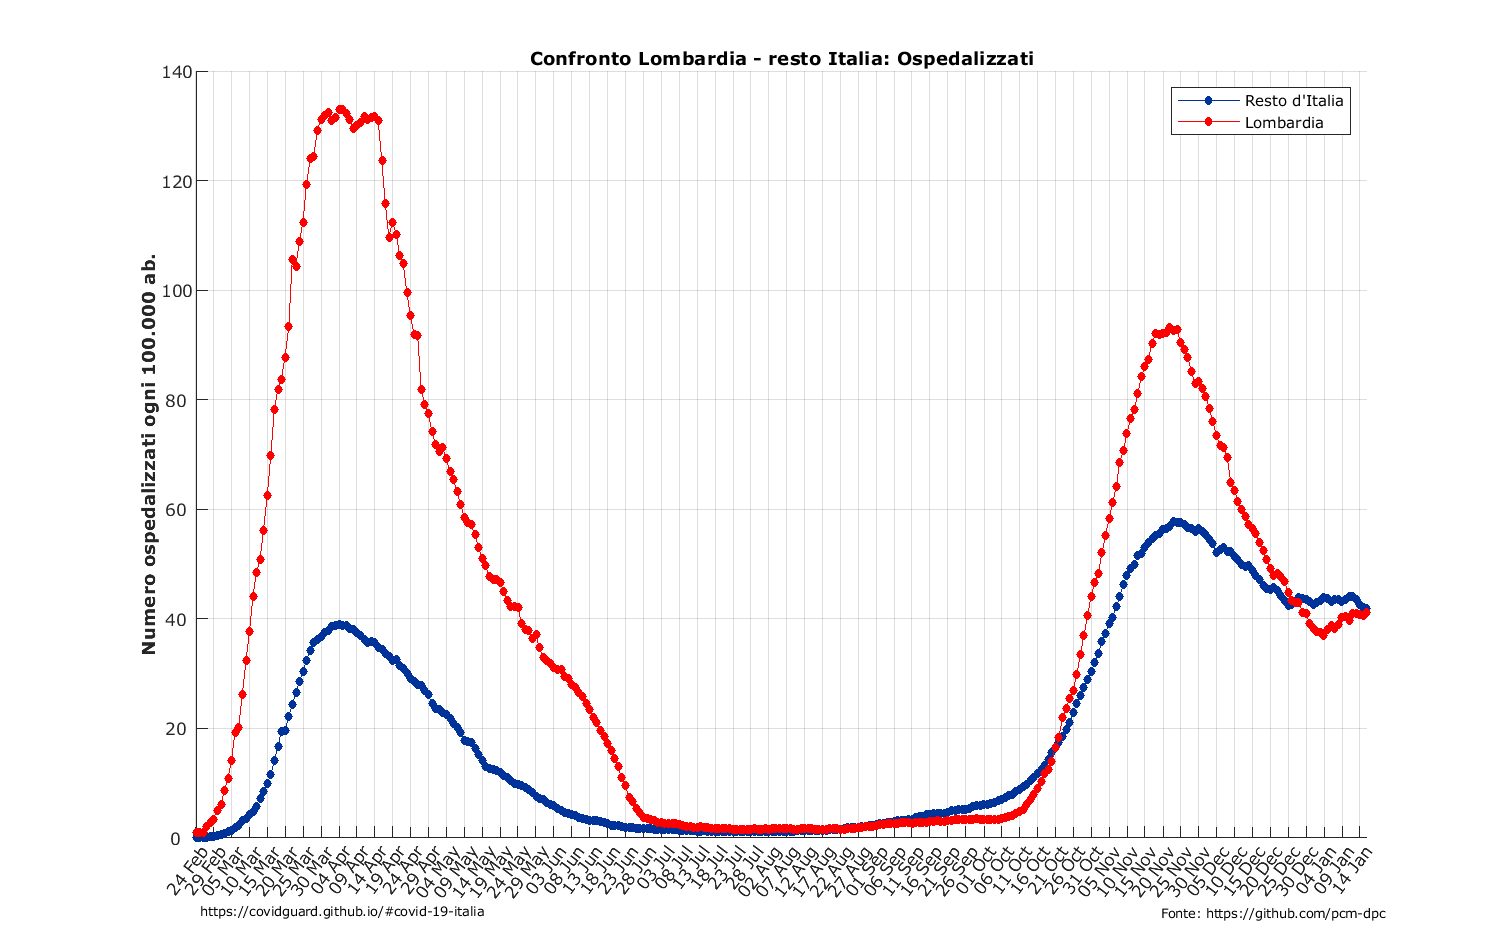 Confronto Lombardia - resto Italia: Ospedalizzati
Numero ospedalizzati ogni 100.000 ab.
140
120
100
80
60
40
20
0
Resto d'Italia
Lombardia
24 Feb
29 Feb
05 Mar
10 Mar
15 Mar
20 Mar
25 Mar
30 Mar
04 Apr
09 Apr
14 Apr
19 Apr
24 Apr
29 Apr
04 May
09 May
14 May
19 May
24 May
29 May
03 Jun
08 Jun
13 Jun
18 Jun
23 Jun
28 Jun
03 Jul
08 Jul
13 Jul
18 Jul
23 Jul
28 Jul
02 Aug
07 Aug
12 Aug
17 Aug
22 Aug
27 Aug
01 Sep
06 Sep
11 Sep
16 Sep
21 Sep
26 Sep
01 Oct
06 Oct
11 Oct
16 Oct
21 Oct
26 Oct
31 Oct
05 Nov
10 Nov
15 Nov
20 Nov
25 Nov
30 Nov
05 Dec
10 Dec
15 Dec
20 Dec
25 Dec
30 Dec
04 Jan
09 Jan
14 Jan
https://covidguard.github.io/#covid-19-italia
Fonte: https://github.com/pcm-dpc